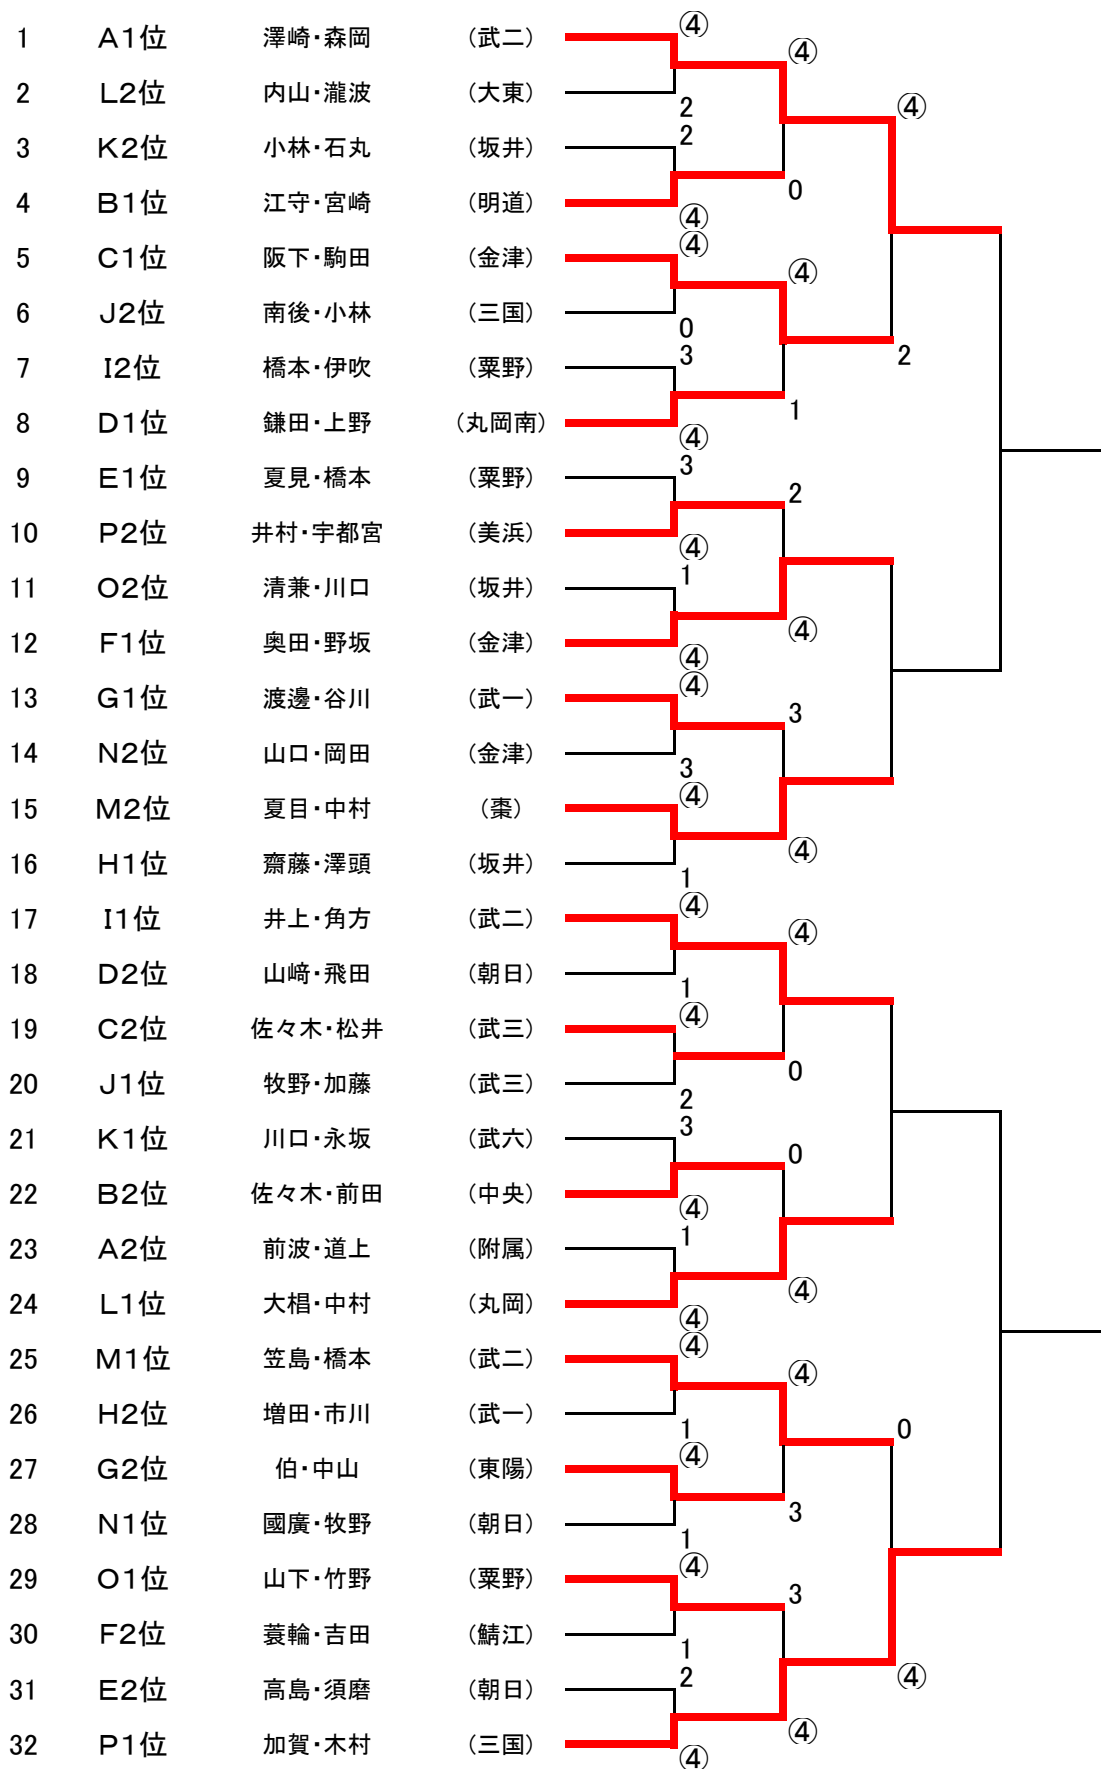 1 A1位 澤崎・森岡 (武二) ④
④
2 L2位 内山・瀧波 (大東) 2
④
3 K2位 小林・石丸 (坂井) 2
0
4 B1位 江守・宮崎 (明道) ④
5 C1位 阪下・駒田 (金津) ④
④
6 J2位 南後・小林 (三国) 0
2
7 I2位 橋本・伊吹 (粟野) 3
1
8 D1位 鎌田・上野 (丸岡南) ④
9 E1位 夏見・橋本 (粟野) 3
2
10 P2位 井村・宇都宮 (美浜) ④
11 O2位 清兼・川口 (坂井) 1
④
12 F1位 奥田・野坂 (金津) ④
13 G1位 渡邊・谷川 (武一) ④
3
14 N2位 山口・岡田 (金津) 3
15 M2位 夏目・中村 (棗) ④
④
16 H1位 齋藤・澤頭 (坂井) 1
17 I1位 井上・角方 (武二) ④
④
18 D2位 山﨑・飛田 (朝日) 1
19 C2位 佐々木・松井 (武三) ④
0
20 J1位 牧野・加藤 (武三) 2
21 K1位 川口・永坂 (武六) 3
0
22 B2位 佐々木・前田 (中央) ④
23 A2位 前波・道上 (附属) 1
④
24 L1位 大椙・中村 (丸岡) ④
25 M1位 笠島・橋本 (武二) ④
④
26 H2位 増田・市川 (武一) 1
0
27 G2位 伯・中山 (東陽) ④
3
28 N1位 國廣・牧野 (朝日) 1
29 O1位 山下・竹野 (粟野) ④
3
30 F2位 蓑輪・吉田 (鯖江) 1
④
31 E2位 高島・須磨 (朝日) 2
④
32 P1位 加賀・木村 (三国) ④